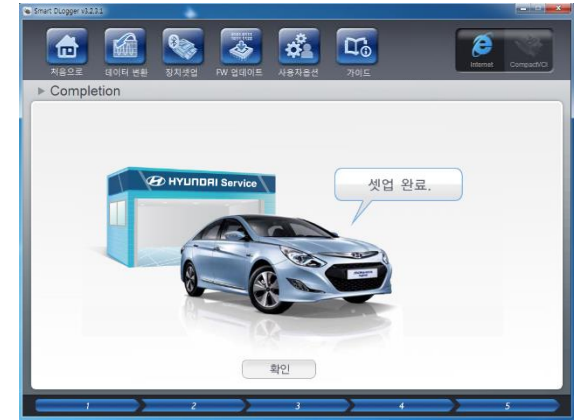 Smart DLogger v3.2.3.1
처음으로 데이터 변환 장치셋업 FW 업데이트 사용자옵션 가이드 Internet CompactVCI
Completion
HYUNDAI Service
셋업 완료.
확인
1 2 3 4 5